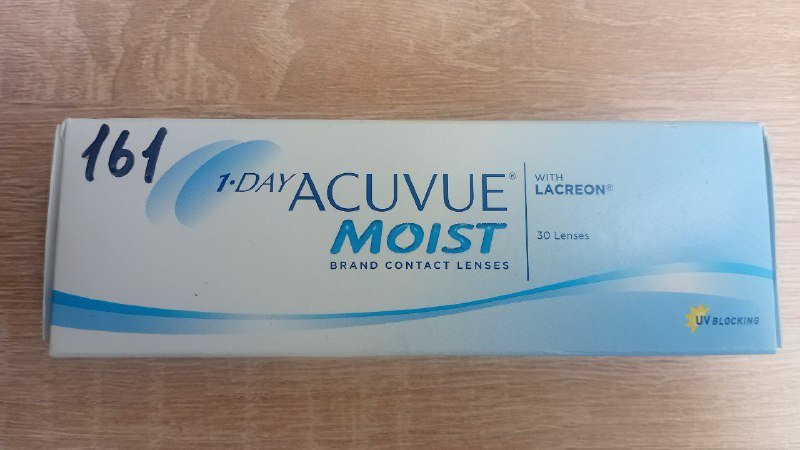 161
1·DAY ACUVUE®
MOIST
BRAND CONTACT LENSES
WITH
LACREON®
30 Lenses
UV BLOCKING